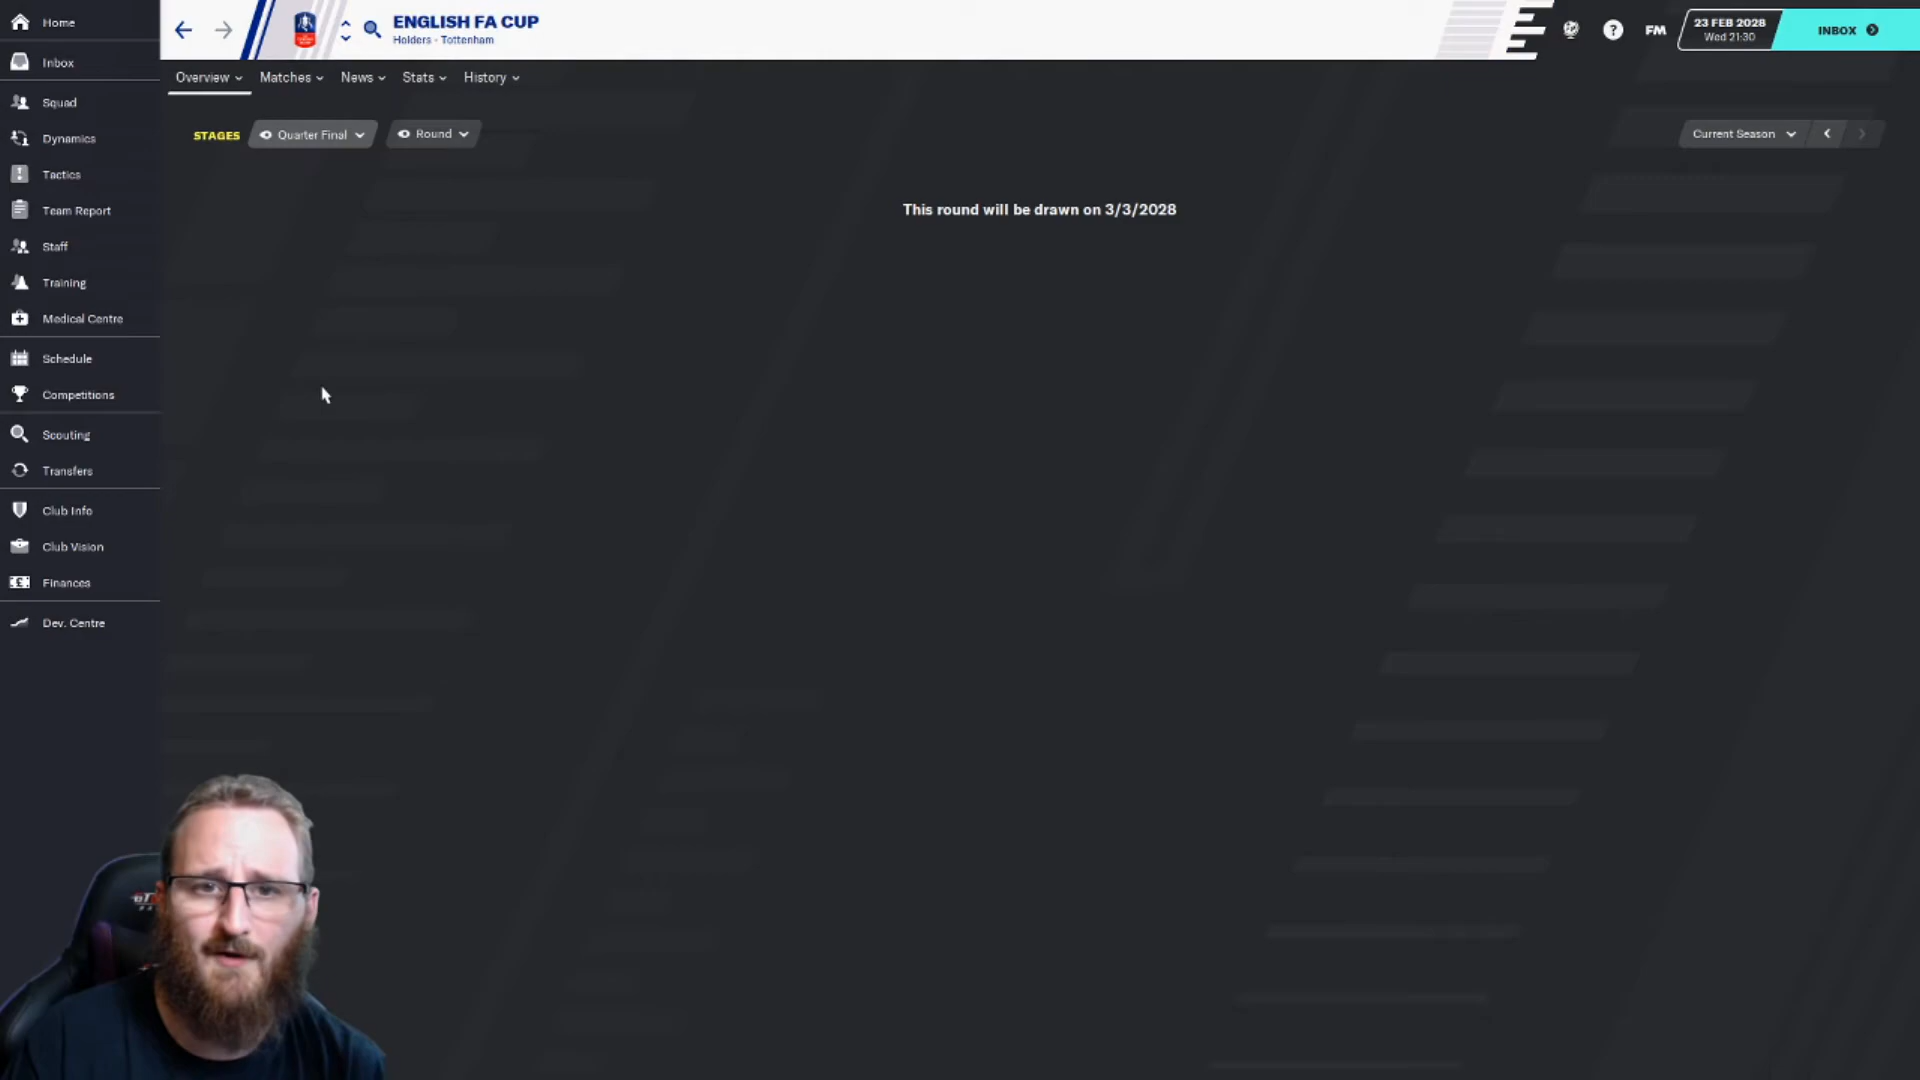 Home
Inbox
Squad
Dynamics
Tactics
Team Report
Staff
Training
Medical Centre
Schedule
Competitions
Scouting
Transfers
Club Info
Club Vision
Finances
Dev. Centre
ENGLISH FA CUP
Holders - Tottenham
FM
23 FEB 2028
Wed 21:30
INBOX
Overview
Matches
News
Stats
History
STAGES
Quarter Final
Round
Current Season
This round will be drawn on 3/3/2028